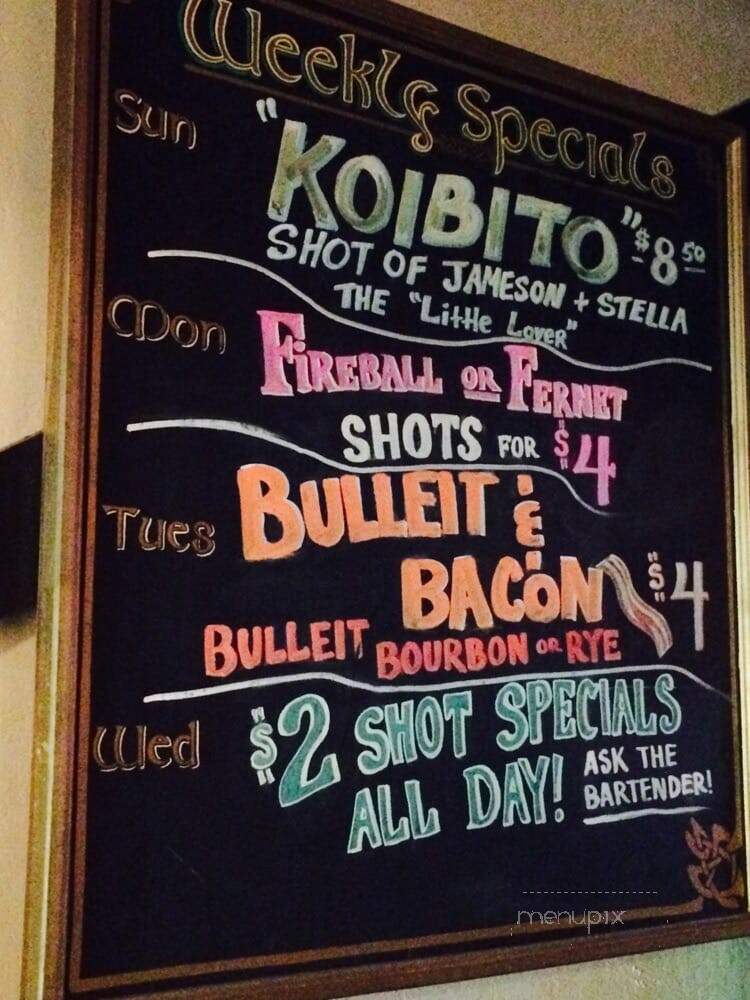 Weekly Specials
Sun
"KOIBITO" $8 50
SHOT OF JAMESON + STELLA
THE "Little Lover"
Mon
FIREBALL OR FERNET
SHOTS FOR $4
Tues
BULLEIT &
BACON $4
BULLEIT BOURBON OR RYE
Wed
$2 SHOT SPECIALS
ALL DAY! ASK THE
BARTENDER!
menupix